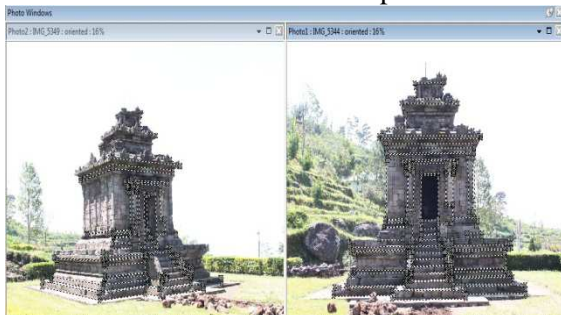 Photo Windows
Photo2 : IMG_5349 : oriented : 16%
Photo1 : IMG_5344 : oriented : 16%